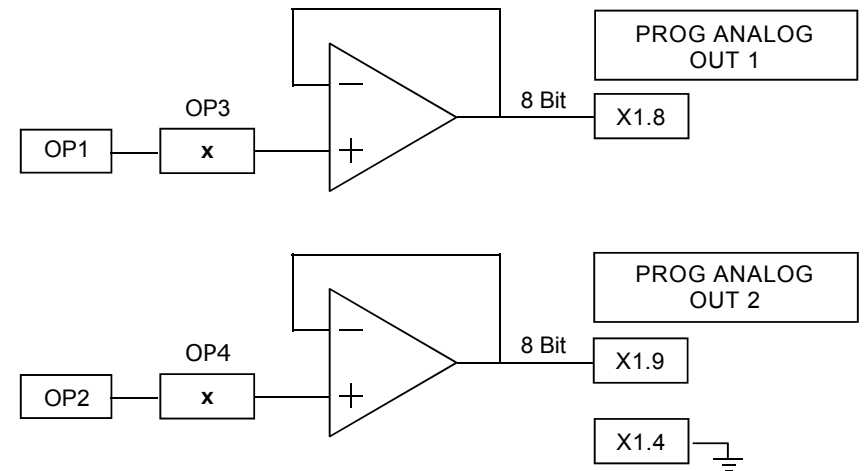 PROG ANALOG
OUT 1
OP3
8 Bit
X1.8
OP1
x
−
+
PROG ANALOG
OUT 2
OP4
8 Bit
X1.9
OP2
x
−
+
X1.4